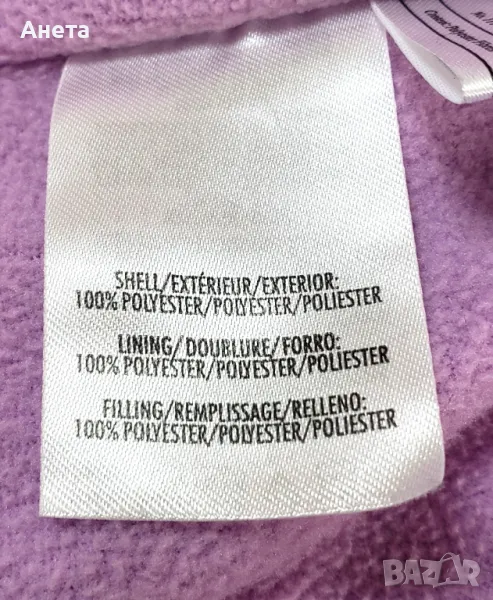 Анета
SHELL/EXTÉRIEUR/EXTERIOR:
100% POLYESTER/POLYESTER/POLIESTER
LINING/DOUBLURE/FORRO:
100% POLYESTER/POLYESTER/POLIESTER
FILLING/REMPLISSAGE/RELLENO:
100% POLYESTER/POLYESTER/POLIESTER
BAZAR